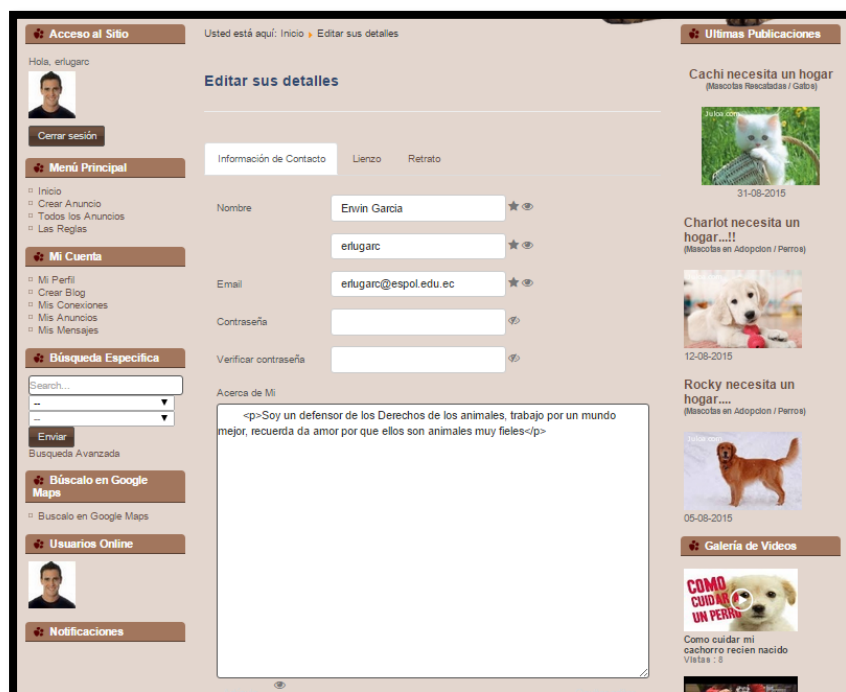 Acceso al Sitio
Hola, erlugarc
Cerrar sesión
Menú Principal
Inicio
Crear Anuncio
Todos los Anuncios
Las Reglas
Mi Cuenta
Mi Perfil
Crear Blog
Mis Conexiones
Mis Anuncios
Mis Mensajes
Búsqueda Especifica
Search...
--
--
Enviar
Busqueda Avanzada
Búscalo en Google
Maps
Buscalo en Google Maps
Usuarios Online
Notificaciones
Usted está aquí: Inicio Editar sus detalles
Editar sus detalles
Información de Contacto Lienzo Retrato
Nombre Erwin Garcia
erlugarc
Email erlugarc@espol.edu.ec
Contraseña
Verificar contraseña
Acerca de Mi
<p>Soy un defensor de los Derechos de los animales, trabajo por un mundo
mejor, recuerda da amor por que ellos son animales muy fieles</p>
Ultimas Publicaciones
Cachi necesita un hogar
(Mascotas Rescatadas / Gatos)
Juloa.com
31-08-2015
Charlot necesita un
hogar...!!
(Mascotas en Adopcion / Perros)
12-08-2015
Rocky necesita un
hogar....
(Mascotas en Adopcion / Perros)
Juloa.com
05-08-2015
Galería de Videos
COMO
CUIDAR A
UN PERRO
Como cuidar mi
cachorro recien nacido
Vistas : 8